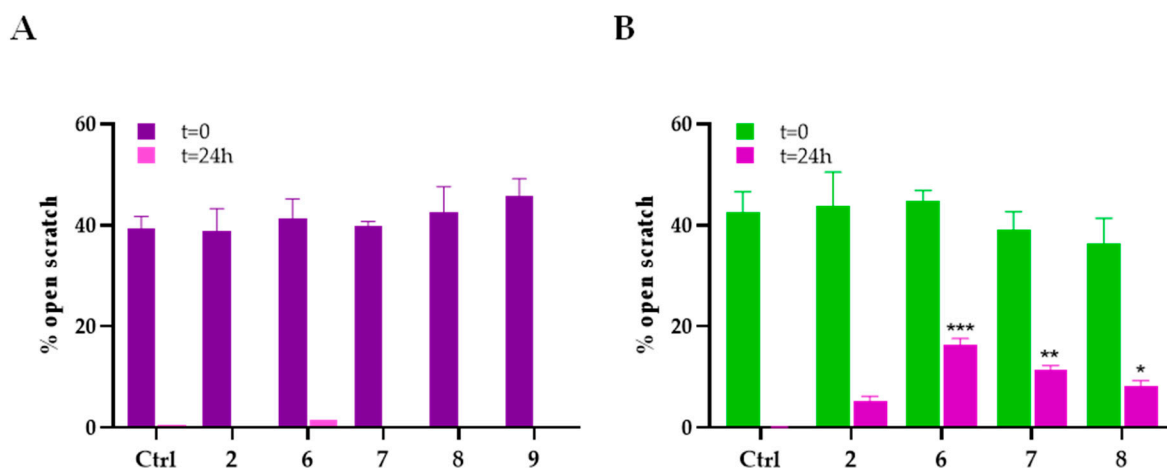 A
60
40
20
0
% open scratch
t=0
t=24h
Ctrl 2 6 7 8 9
B
60
40
20
0
% open scratch
t=0
t=24h
***
**
*
Ctrl 2 6 7 8